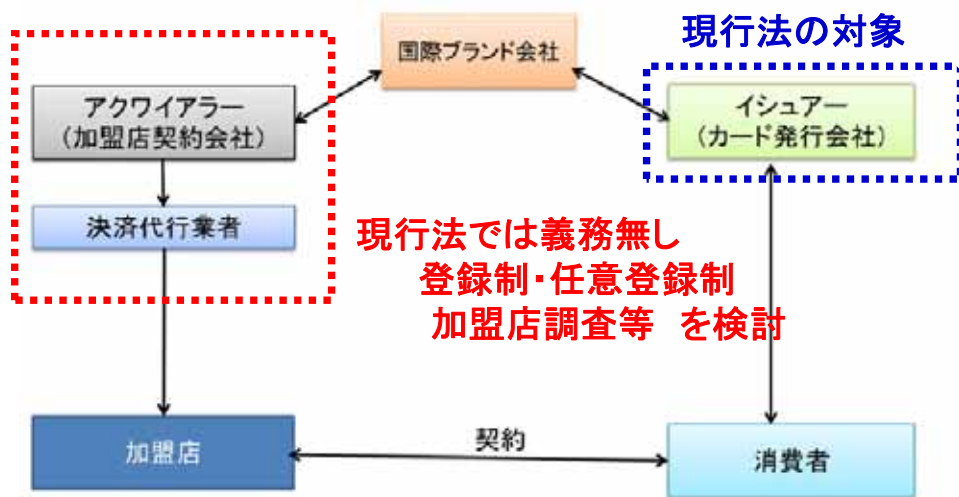 国際ブランド会社
現行法の対象
アクワイアラー
（加盟店契約会社）
イシュアー
（カード発行会社）
決済代行業者
現行法では義務無し
登録制・任意登録制
加盟店調査等　を検討
加盟店
契約
消費者